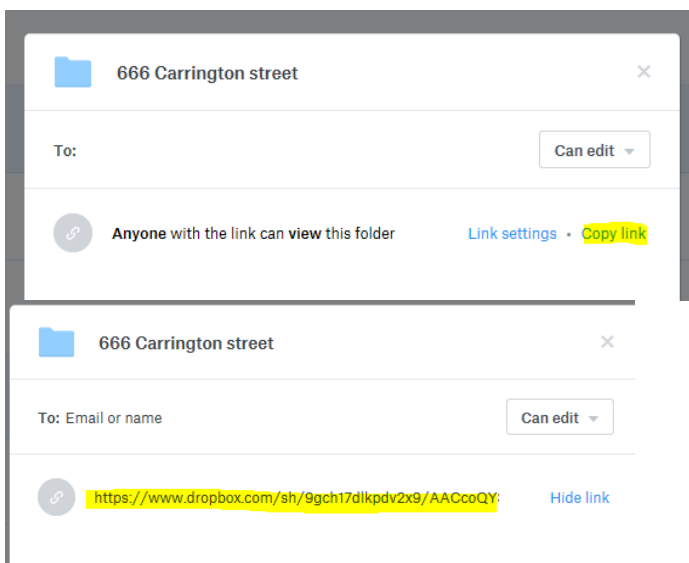 666 Carrington street
To:
Can edit
Anyone with the link can view this folder
Link settings • Copy link
666 Carrington street
To: Email or name
Can edit
https://www.dropbox.com/sh/9gch17dlkpdv2x9/AACcoQY
Hide link